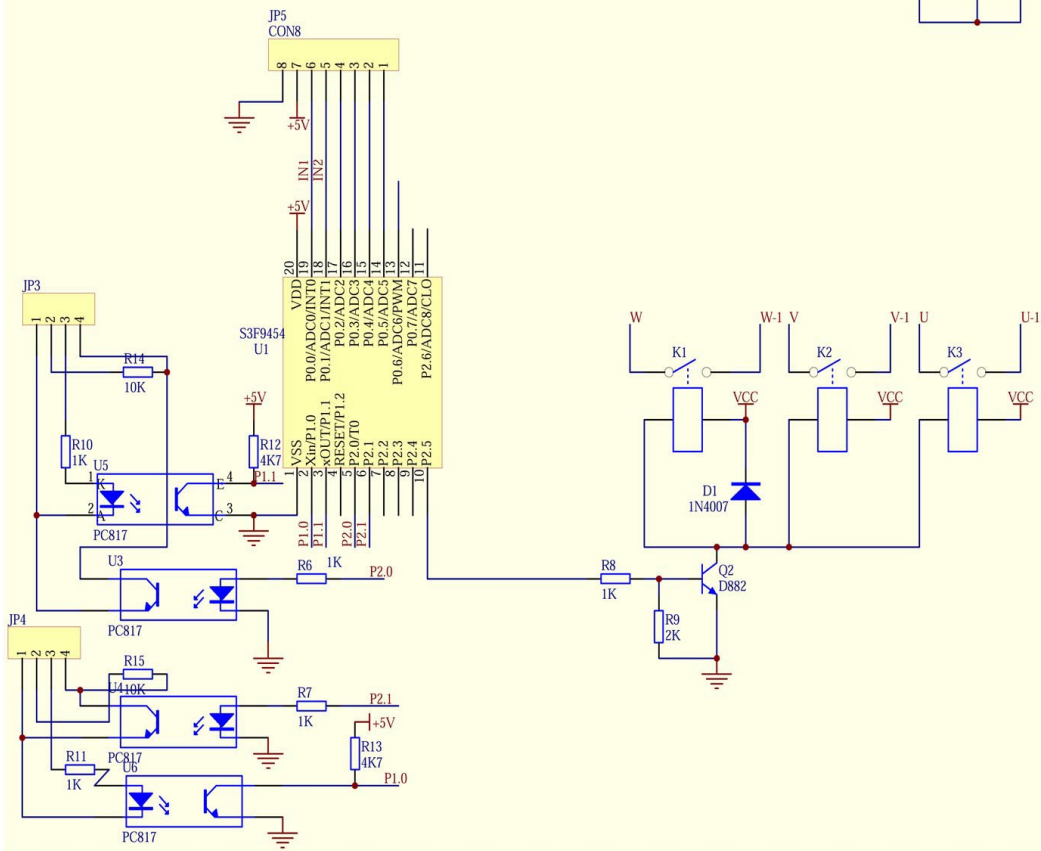 JP5
CON8
8 7 6 5 4 3 2 1
+5V
IN1
IN2
+5V
20 19 18 17 16 15 14 13 12 11
VDD
P0.0/ADC0/INT0
P0.1/ADC1/INT1
P0.2/ADC2
P0.3/ADC3
P0.4/ADC4
P0.5/ADC5
P0.6/ADC6/PWM
P0.7/ADC7
P2.6/ADC8/CLO
S3F9454
U1
VSS
Xin/P1.0
xOUT/P1.1
RESET/P1.2
P2.0/T0
P2.1
P2.2
P2.3
P2.4
P2.5
1 2 3 4 5 6 7 8 9 10
P1.0
P1.1
P2.0
P2.1
JP3
1 2 3 4
R14
10K
R10
1K
+5V
R12
4K7
P1.1
U5
1 K
2 A
E 4
C 3
PC817
U3
PC817
R6
1K
P2.0
JP4
1 2 3 4
R15
10K
U4
PC817
R7
1K
P2.1
+5V
R13
4K7
P1.0
R11
1K
U6
PC817
W
W-1
V
V-1
U
U-1
K1
K2
K3
VCC
VCC
VCC
D1
1N4007
Q2
D882
R8
1K
R9
2K